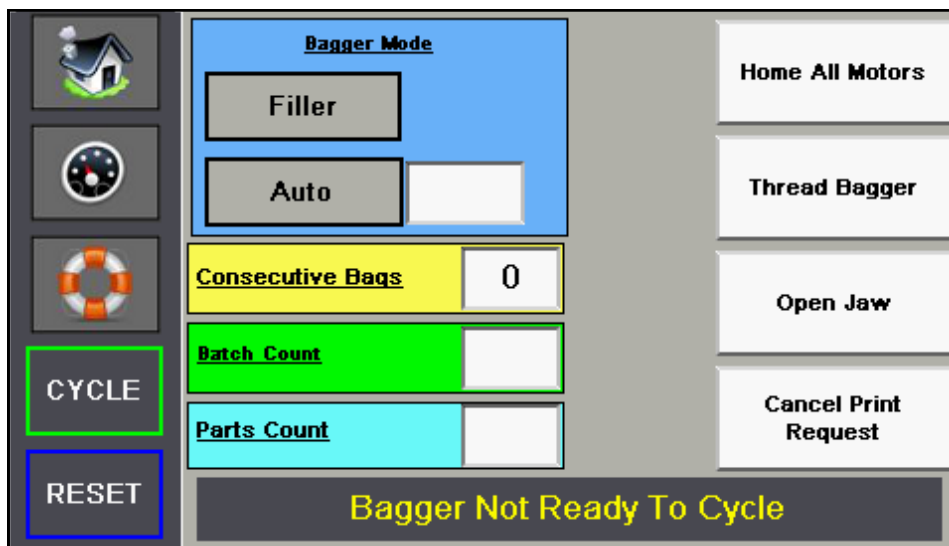 Bagger Mode
Filler
Auto
Consecutive Bags
0
Batch Count
Parts Count
CYCLE
RESET
Home All Motors
Thread Bagger
Open Jaw
Cancel Print
Request
Bagger Not Ready To Cycle